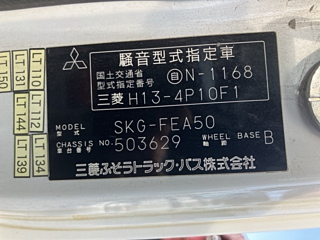 騒音型式指定車
国土交通省
型式指定番号 自N-1168
三菱 H13-4P10F1
MODEL
型式 SKG-FEA50
CHASSIS NO.
車台番号 503629 WHEEL BASE B
三菱ふそうトラック・バス株式会社
LT110
LT112
LT134
LT131
LT144
LT139
LT150